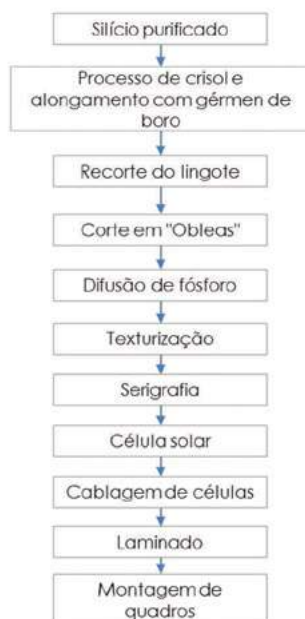 Silício purificado
Processo de crisol e
alongamento com gérmen de
boro
Recorte do lingote
Corte em "Obleas"
Difusão de fósforo
Texturização
Serigrafia
Célula solar
Cablagem de células
Laminado
Montagem de
quadros